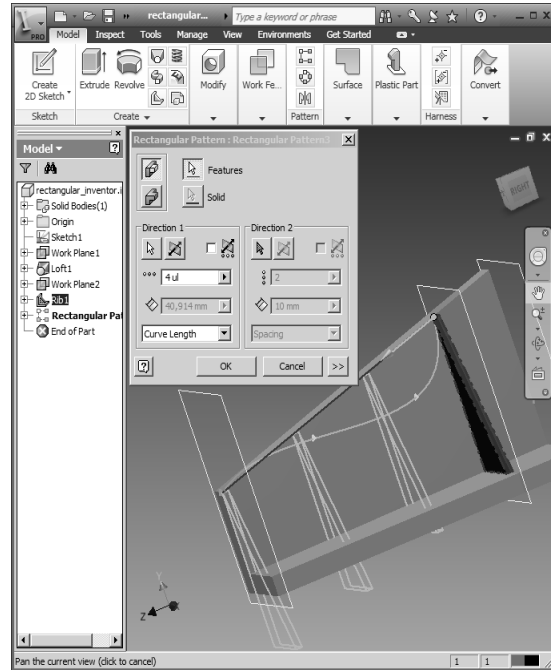 PRO
rectangular...
Type a keyword or phrase
Model Inspect Tools Manage View Environments Get Started
Create
2D Sketch
Extrude Revolve
Modify
Work Fe...
Surface
Plastic Part
Convert
Sketch
Create
Pattern
Harness
Model
rectangular_inventor.i
Solid Bodies(1)
Origin
Sketch1
Work Plane1
Loft1
Work Plane2
Rib1
Rectangular Pat
End of Part
Rectangular Pattern : Rectangular Pattern3
Features
Solid
Direction 1
Direction 2
4 ul
2
40,914 mm
10 mm
Curve Length
Spacing
OK
Cancel
>>
RIGHT
Y
Z
Pan the current view (click to cancel)
1
1